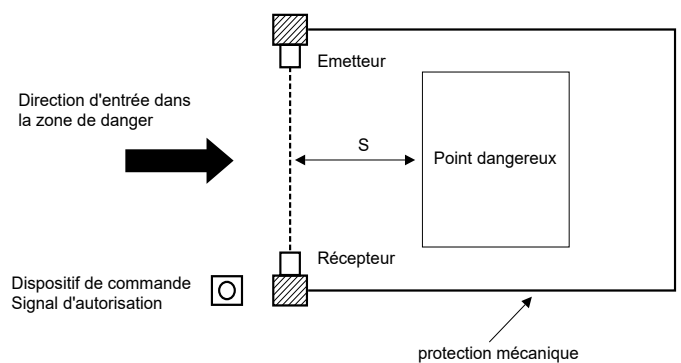 Emetteur
Direction d'entrée dans
la zone de danger
S
Point dangereux
Récepteur
Dispositif de commande
Signal d'autorisation
protection mécanique